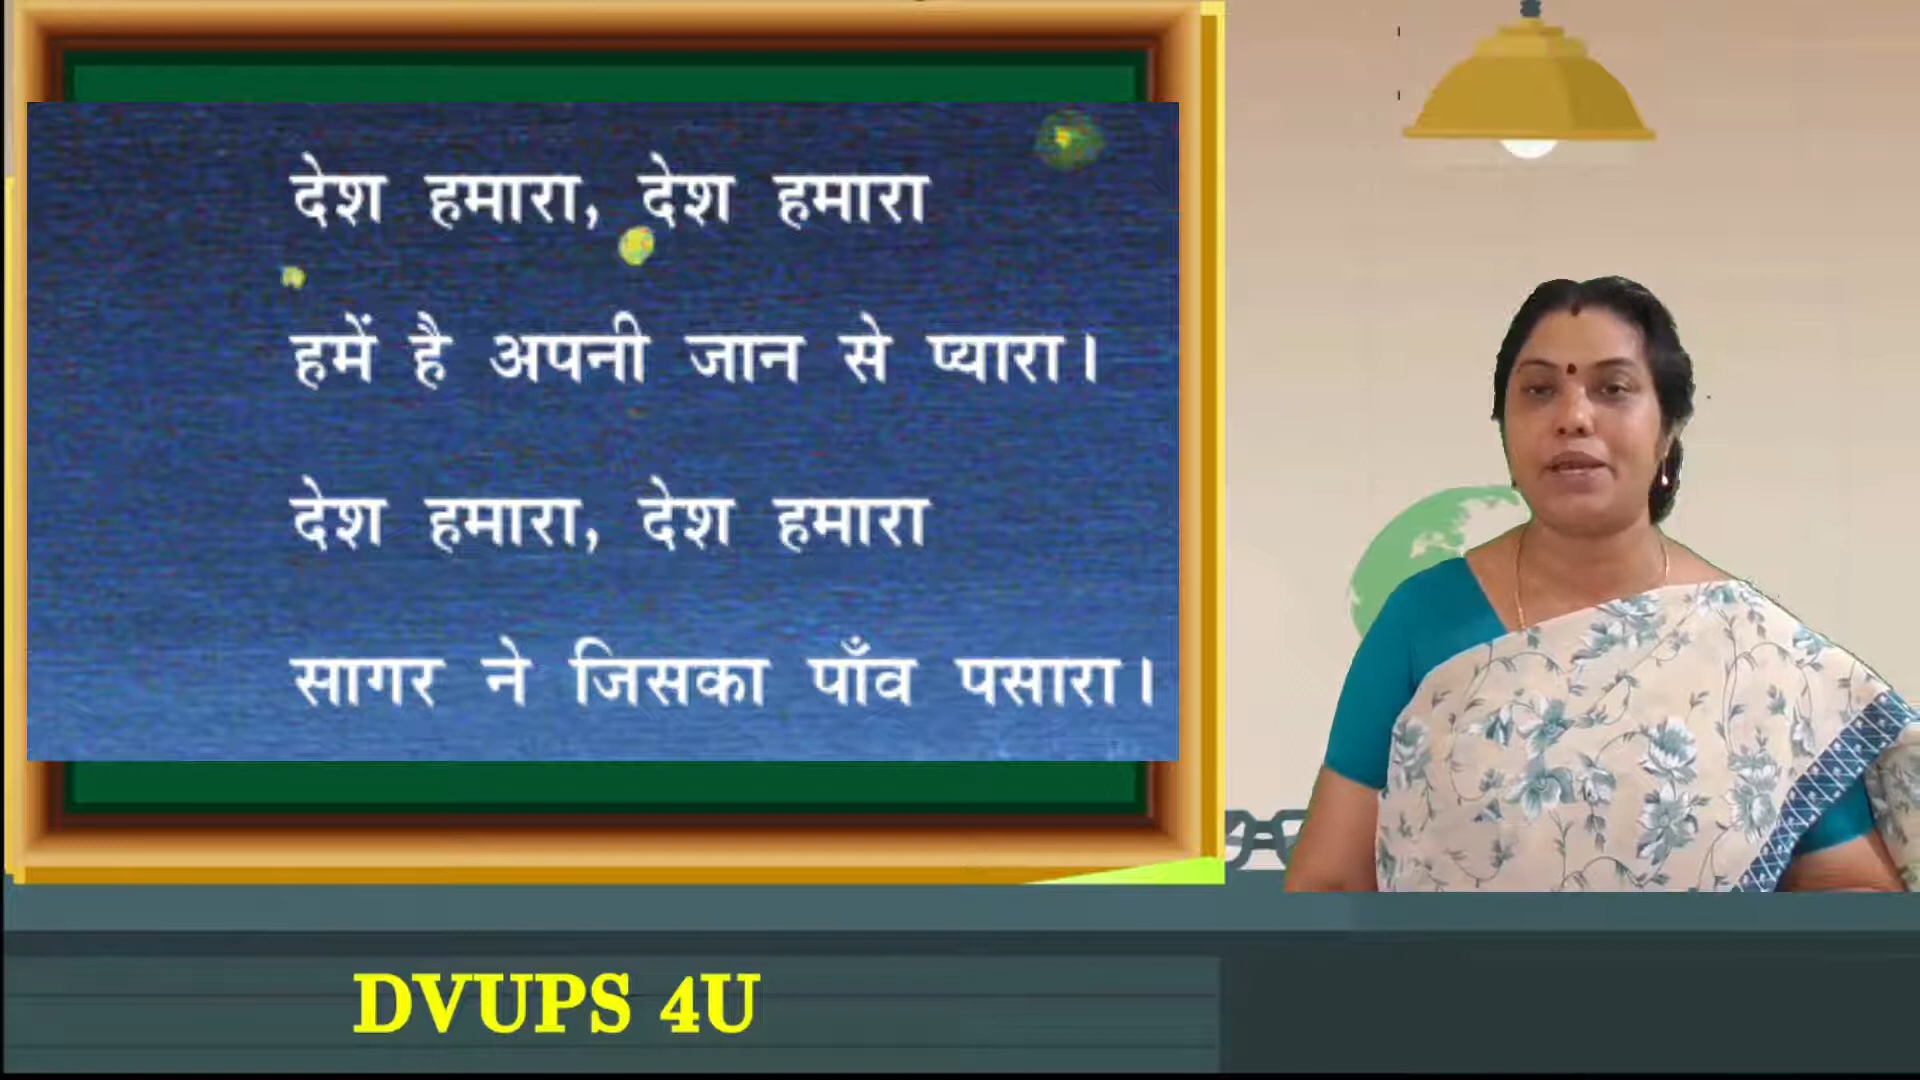 देश हमारा, देश हमारा
हमें है अपनी जान से प्यारा।
देश हमारा, देश हमारा
सागर ने जिसका पाँव पसारा।
DVUPS 4U